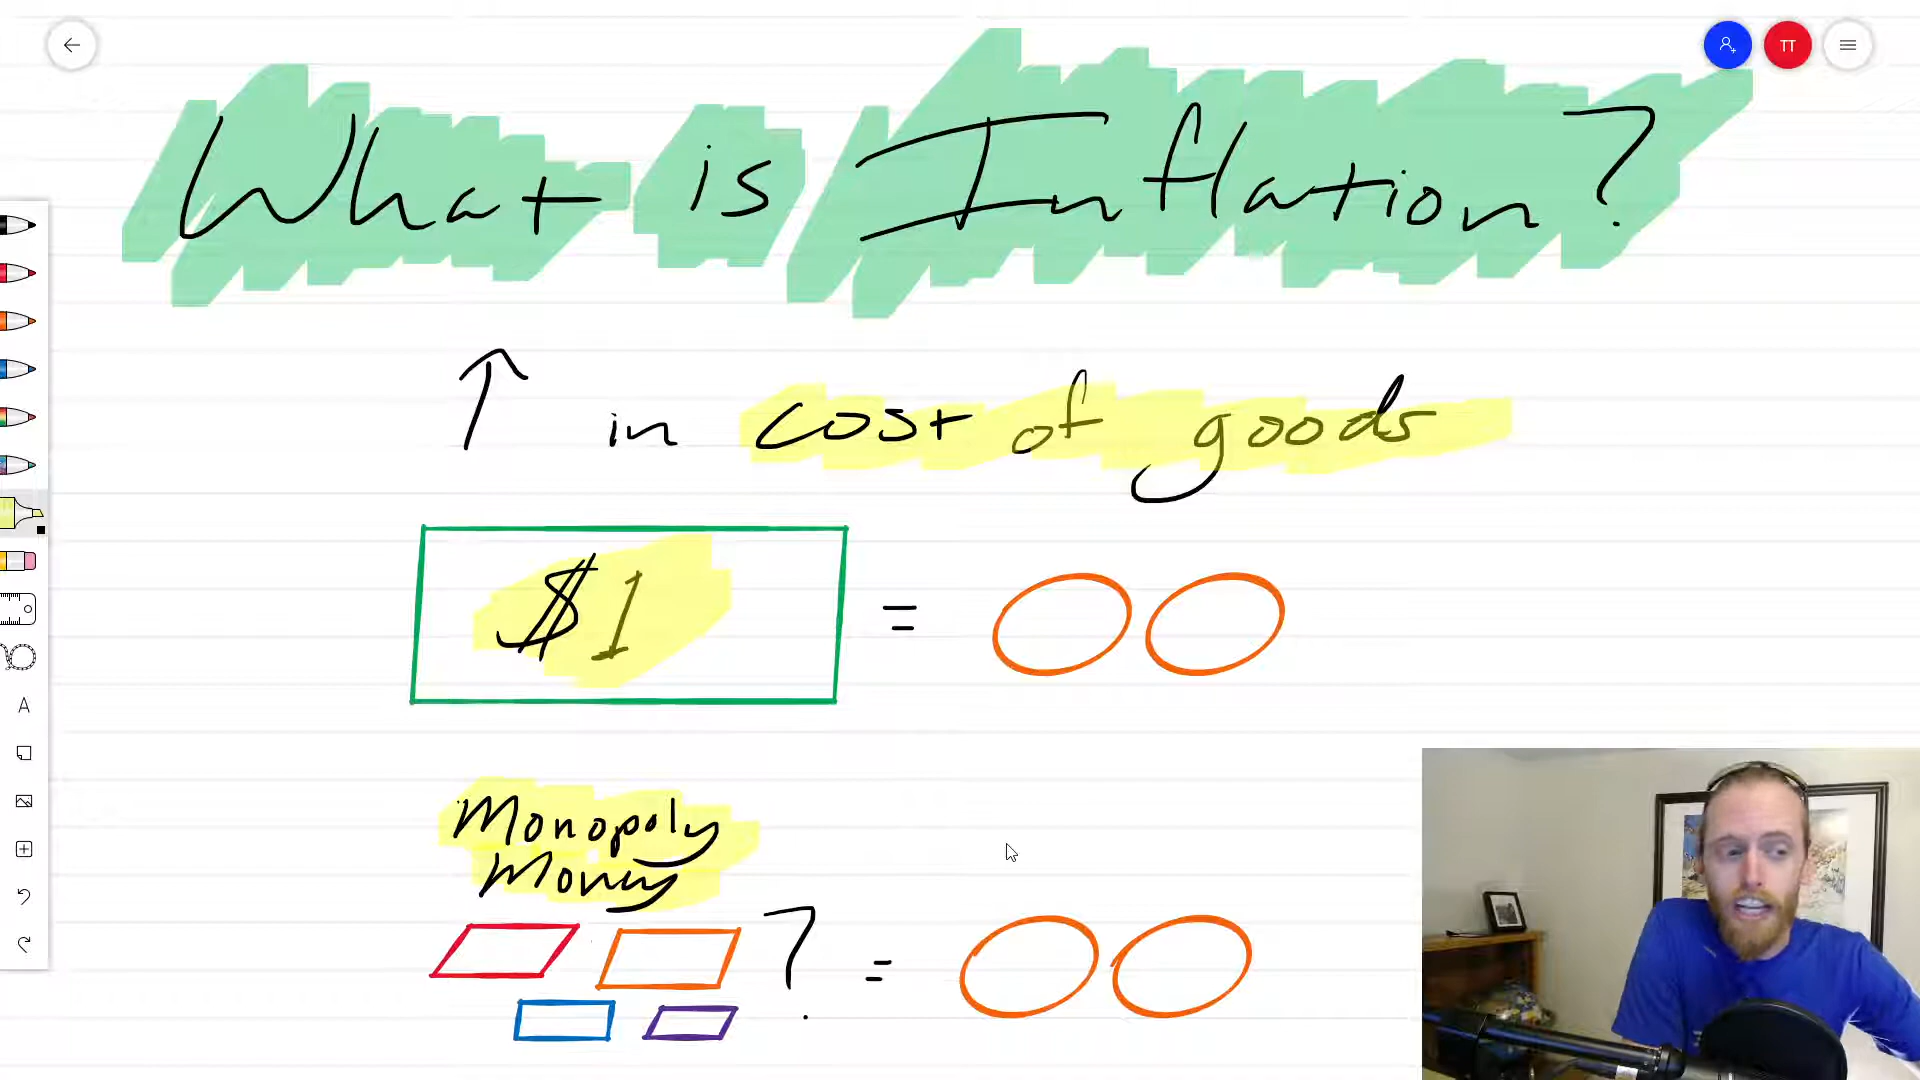 TT
What is Inflation?
↑ in cost of goods
$1 =
Monopoly
Money
? =
A